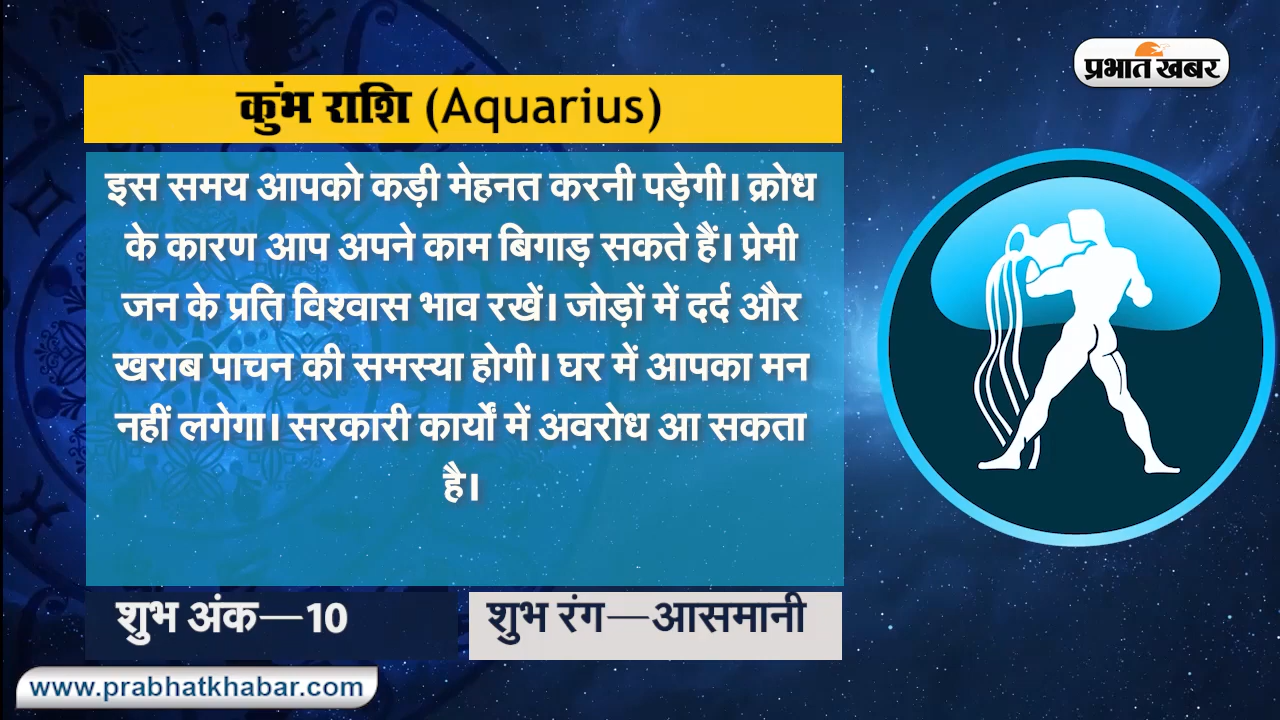 प्रभात खबर
कुंभ राशि (Aquarius)
इस समय आपको कड़ी मेहनत करनी पड़ेगी। क्रोध
के कारण आप अपने काम बिगाड़ सकते हैं। प्रेमी
जन के प्रति विश्वास भाव रखें। जोड़ों में दर्द और
खराब पाचन की समस्या होगी। घर में आपका मन
नहीं लगेगा। सरकारी कार्यों में अवरोध आ सकता
है।
शुभ अंक—10
शुभ रंग—आसमानी
www.prabhatkhabar.com